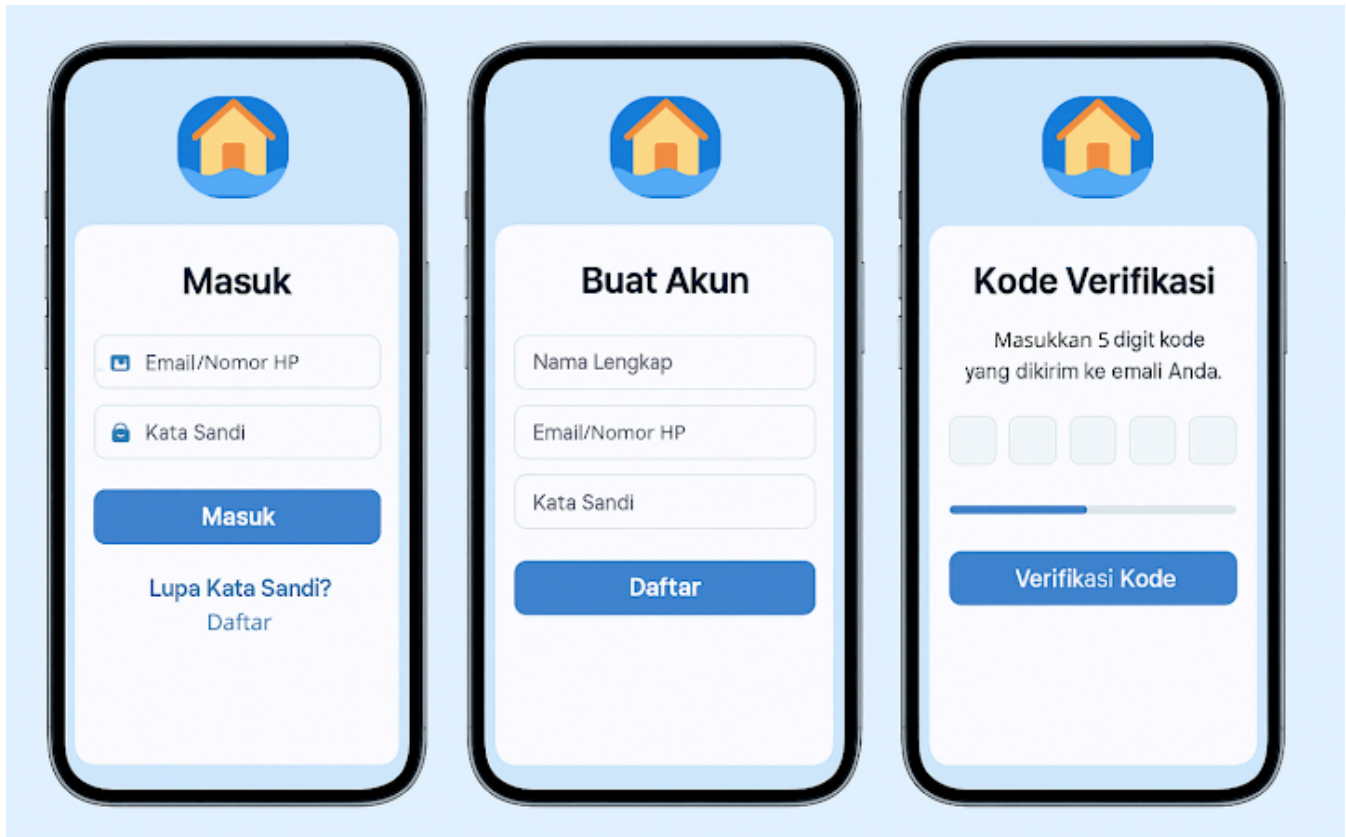 Masuk
Email/Nomor HP
Kata Sandi
Masuk
Lupa Kata Sandi?
Daftar
Buat Akun
Nama Lengkap
Email/Nomor HP
Kata Sandi
Daftar
Kode Verifikasi
Masukkan 5 digit kode
yang dikirim ke emali Anda.
Verifikasi Kode